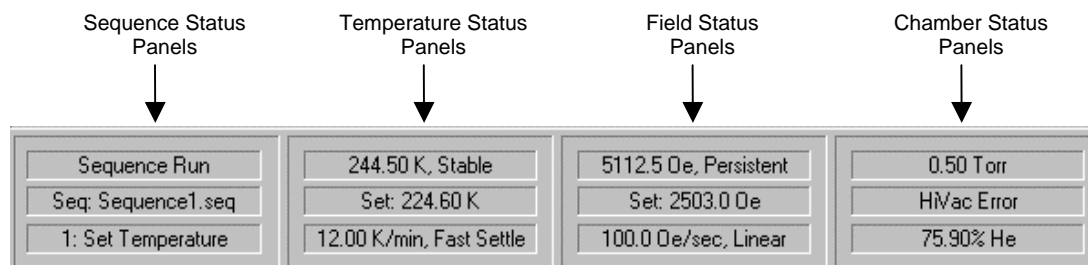 Sequence Status
Panels
Temperature Status
Panels
Field Status
Panels
Chamber Status
Panels
Sequence Run
Seq: Sequence1.seq
1: Set Temperature
244.50 K, Stable
Set: 224.60 K
12.00 K/min, Fast Settle
5112.5 Oe, Persistent
Set: 2503.0 Oe
100.0 Oe/sec, Linear
0.50 Torr
HiVac Error
75.90% He